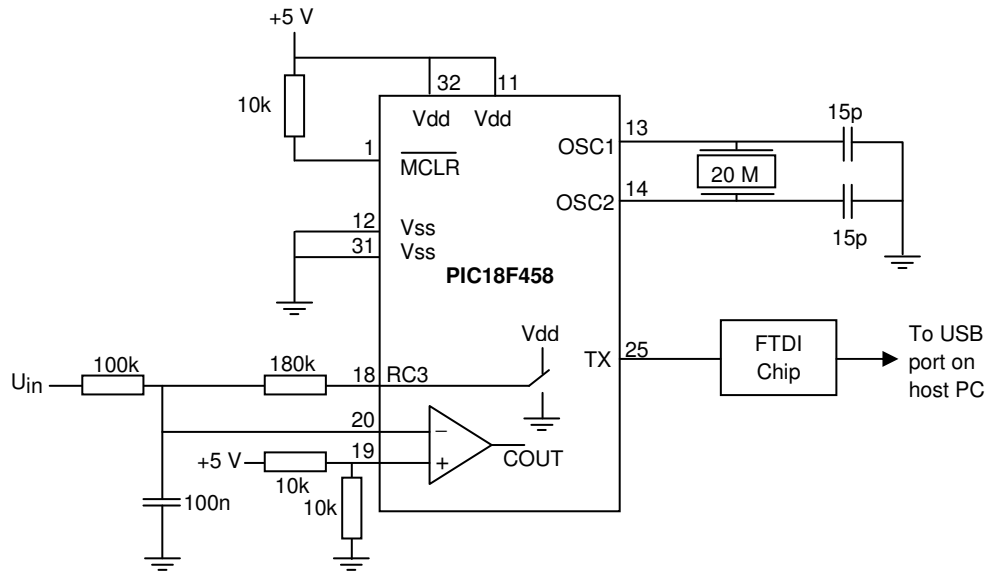 +5 V
10k
32
11
Vdd
Vdd
1
MCLR
12
Vss
31
Vss
PIC18F458
OSC1
13
15p
20 M
OSC2
14
15p
Vdd
TX
25
FTDI
Chip
To USB
port on
host PC
Uin
100k
180k
18
RC3
20
−
19
+
COUT
+5 V
10k
10k
100n